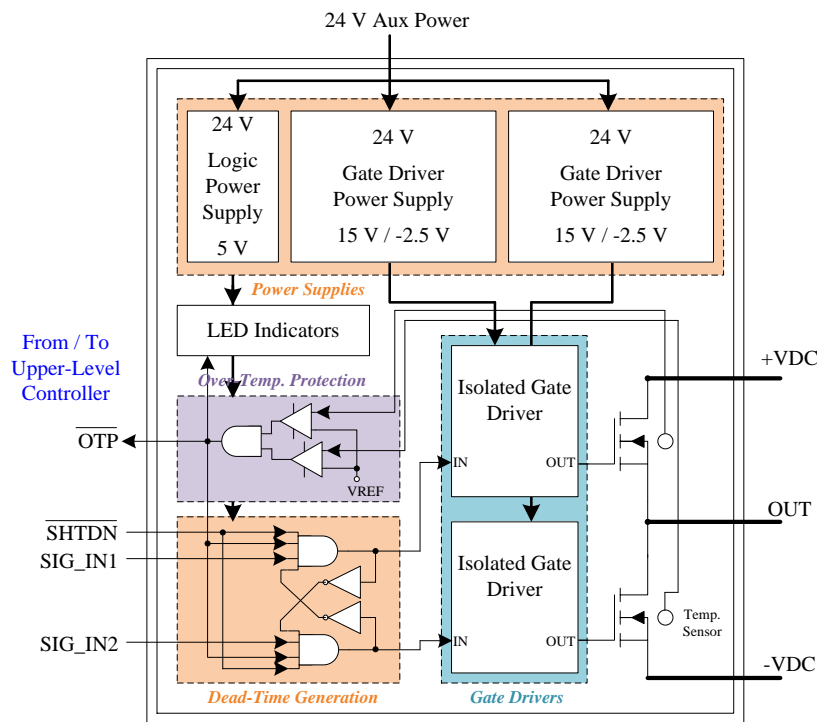 24 V Aux Power
24 V
Logic
Power
Supply
5 V
24 V
Gate Driver
Power Supply
15 V / -2.5 V
24 V
Gate Driver
Power Supply
15 V / -2.5 V
Power Supplies
LED Indicators
From / To
Upper-Level
Controller
Over-Temp. Protection
OTP
VREF
Isolated Gate
Driver
IN
OUT
+VDC
OUT
SHTDN
SIG_IN1
SIG_IN2
Isolated Gate
Driver
IN
OUT
Temp.
Sensor
-VDC
Dead-Time Generation
Gate Drivers